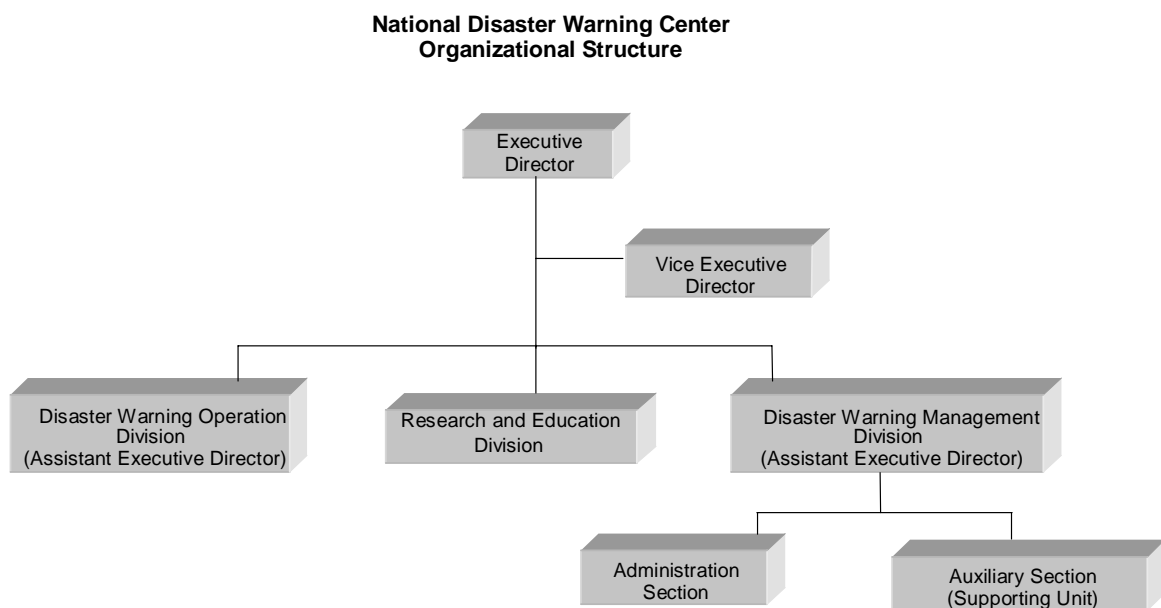 National Disaster Warning Center
Organizational Structure
Executive
Director
Vice Executive
Director
Disaster Warning Operation
Division
(Assistant Executive Director)
Research and Education
Division
Disaster Warning Management
Division
(Assistant Executive Director)
Administration
Section
Auxiliary Section
(Supporting Unit)